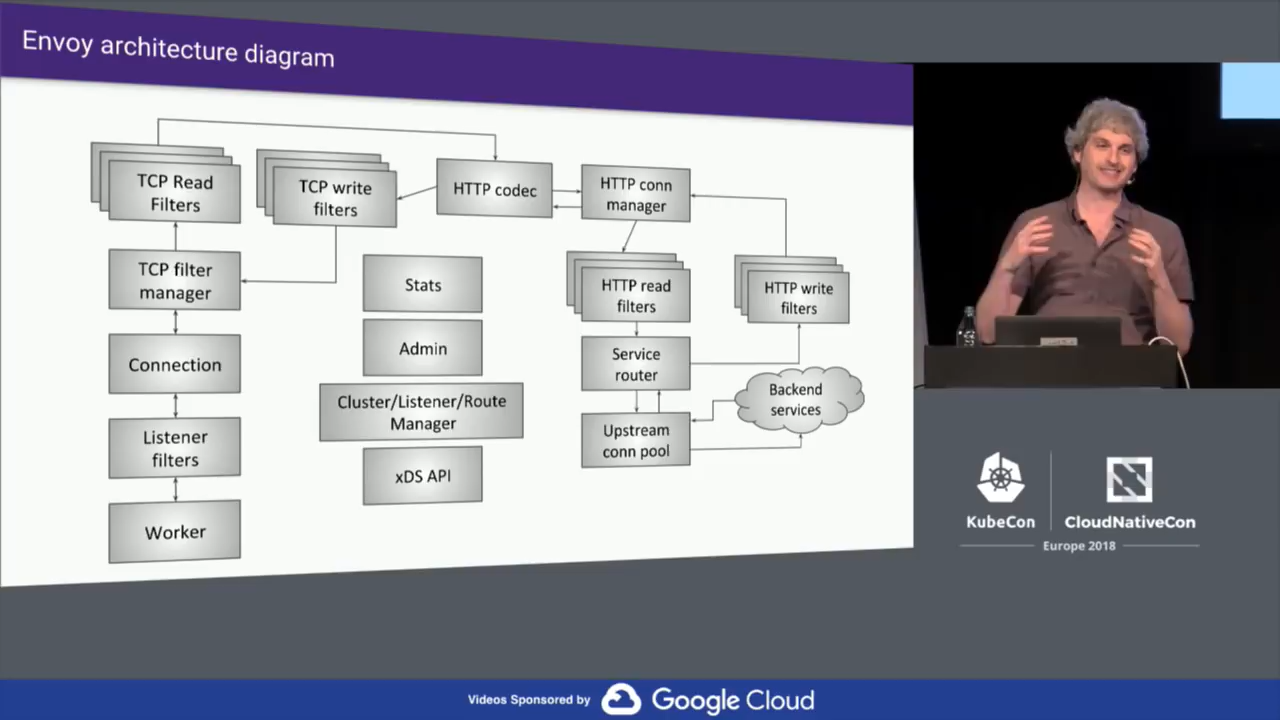 Envoy architecture diagram
TCP Read
Filters
TCP write
filters
HTTP codec
HTTP conn
manager
TCP filter
manager
Stats
HTTP read
filters
HTTP write
filters
Connection
Admin
Service
router
Cluster/Listener/Route
Manager
Backend
services
Listener
filters
Upstream
conn pool
xDS API
Worker
KubeCon
CloudNativeCon
Europe 2018
Videos Sponsored by
Google Cloud